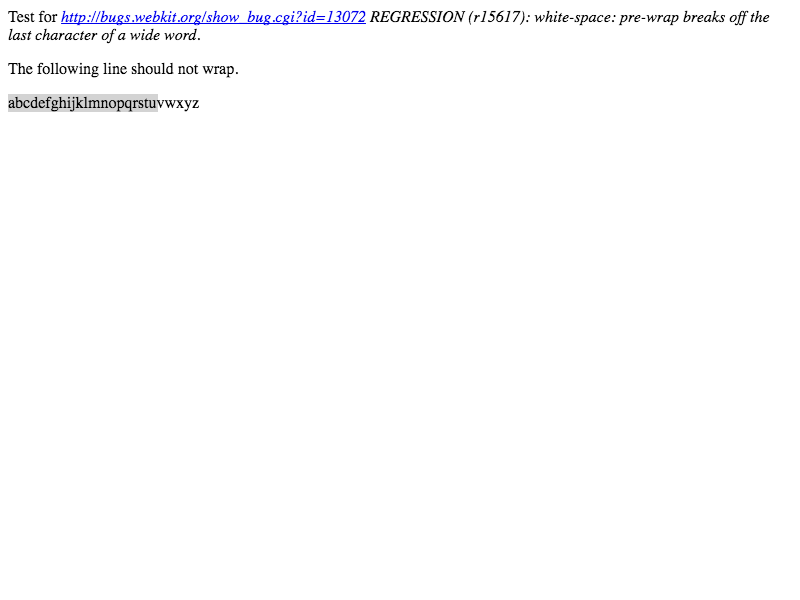 Test for http://bugs.webkit.org/show_bug.cgi?id=13072 REGRESSION (r15617): white-space: pre-wrap breaks off the
last character of a wide word.
The following line should not wrap.
abcdefghijklmnopqrstuvwxyz